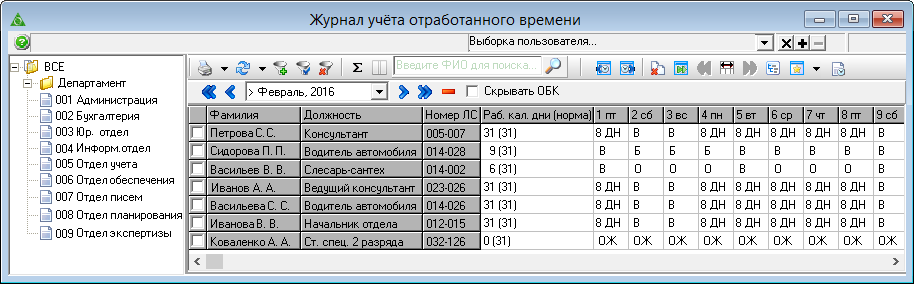 Журнал учёта отработанного времени
Выборка пользователя...
ВСЕ
Департамент
001 Администрация
002 Бухгалтерия
003 Юр. отдел
004 Информ.отдел
005 Отдел учета
006 Отдел обеспечения
007 Отдел писем
008 Отдел планирования
009 Отдел экспертизы
Σ Введите ФИО для поиска...
> Февраль, 2016 Скрывать ОБК
Фамилия Должность Номер ЛС Раб. кал. дни (норма) 1 пт 2 сб 3 вс 4 пн 5 вт 6 ср 7 чт 8 пт 9 сб
Петрова С. С. Консультант 005-007 31 (31) 8 ДН В В 8 ДН 8 ДН 8 ДН 8 ДН 8 ДН В
Сидорова П. П. Водитель автомобиля 014-028 9 (31) В Б Б Б Б Б В В В
Васильев В. В. Слесарь-сантех 014-002 6 (31) В О О В О О О О В
Иванов А. А. Ведущий консультант 023-026 31 (31) 8 ДН В В 8 ДН 8 ДН 8 ДН 8 ДН 8 ДН В
Васильева С. С. Водитель автомобиля 014-026 31 (31) 8 ДН В В 8 ДН 8 ДН 8 ДН 8 ДН 8 ДН В
Иванова В. В. Начальник отдела 012-015 31 (31) 8 ДН В В 8 ДН 8 ДН 8 ДН 8 ДН 8 ДН В
Коваленко А. А. Ст. спец. 2 разряда 032-126 0 (31) ОЖ ОЖ ОЖ ОЖ ОЖ ОЖ ОЖ ОЖ ОЖ